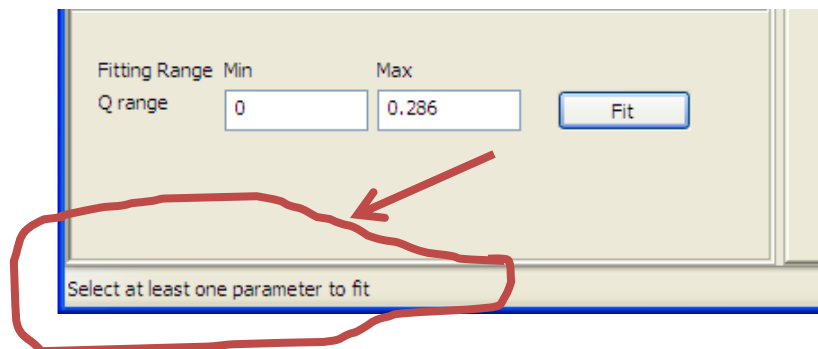 Fitting Range Min Max
Q range 0 0.286 Fit
Select at least one parameter to fit